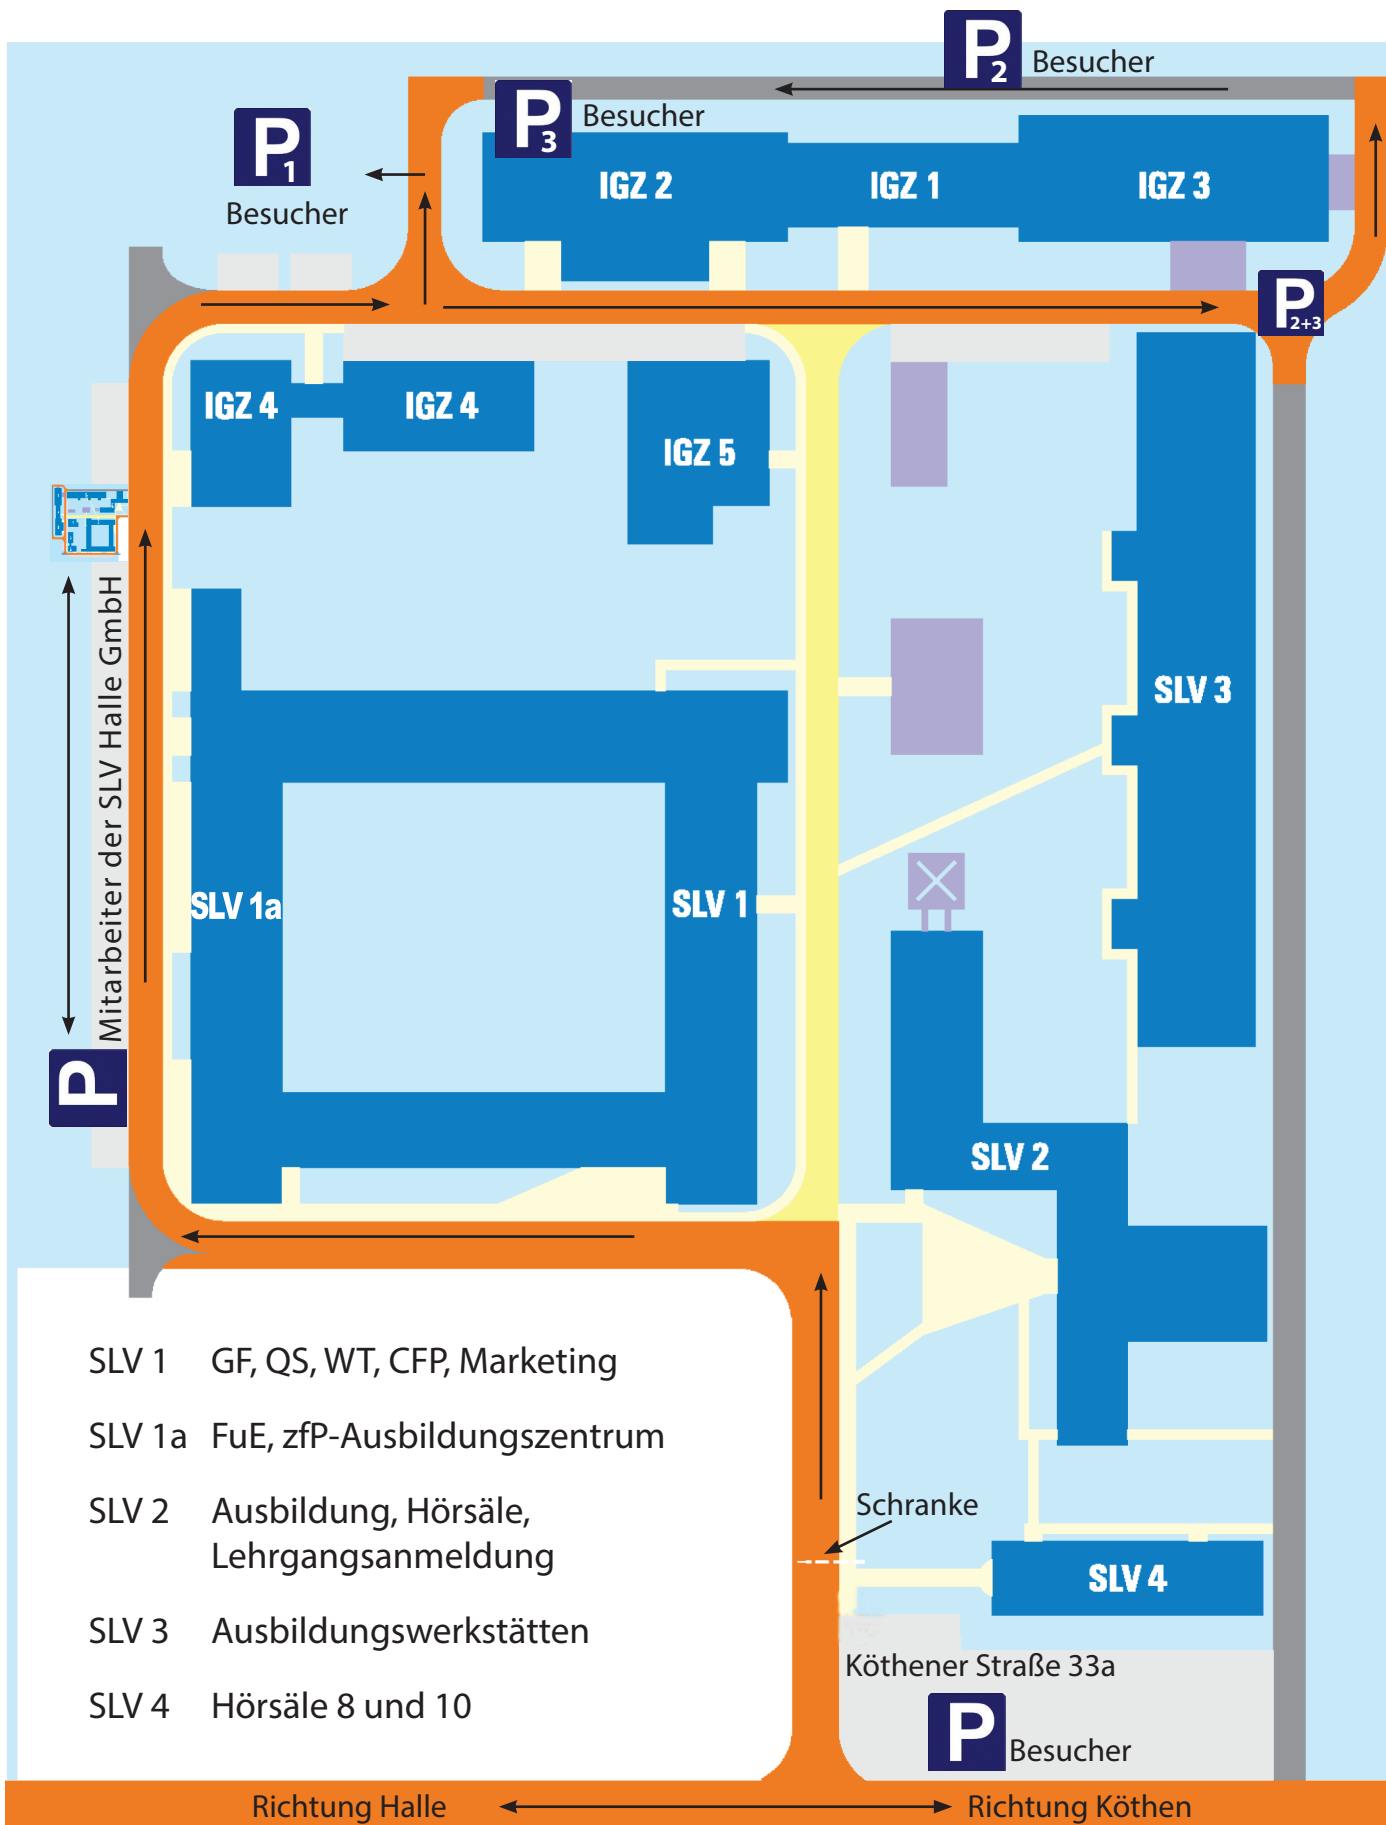 P2 Besucher
P3 Besucher
P1
Besucher
IGZ 2
IGZ 1
IGZ 3
P2+3
IGZ 4
IGZ 4
IGZ 5
Mitarbeiter der SLV Halle GmbH
P
SLV 3
SLV 1a
SLV 1
SLV 2
SLV 1 GF, QS, WT, CFP, Marketing
SLV 1a FuE, zfP-Ausbildungszentrum
SLV 2 Ausbildung, Hörsäle,
Lehrgangsanmeldung
SLV 3 Ausbildungswerkstätten
SLV 4 Hörsäle 8 und 10
Schranke
SLV 4
Köthener Straße 33a
P Besucher
Richtung Halle
Richtung Köthen